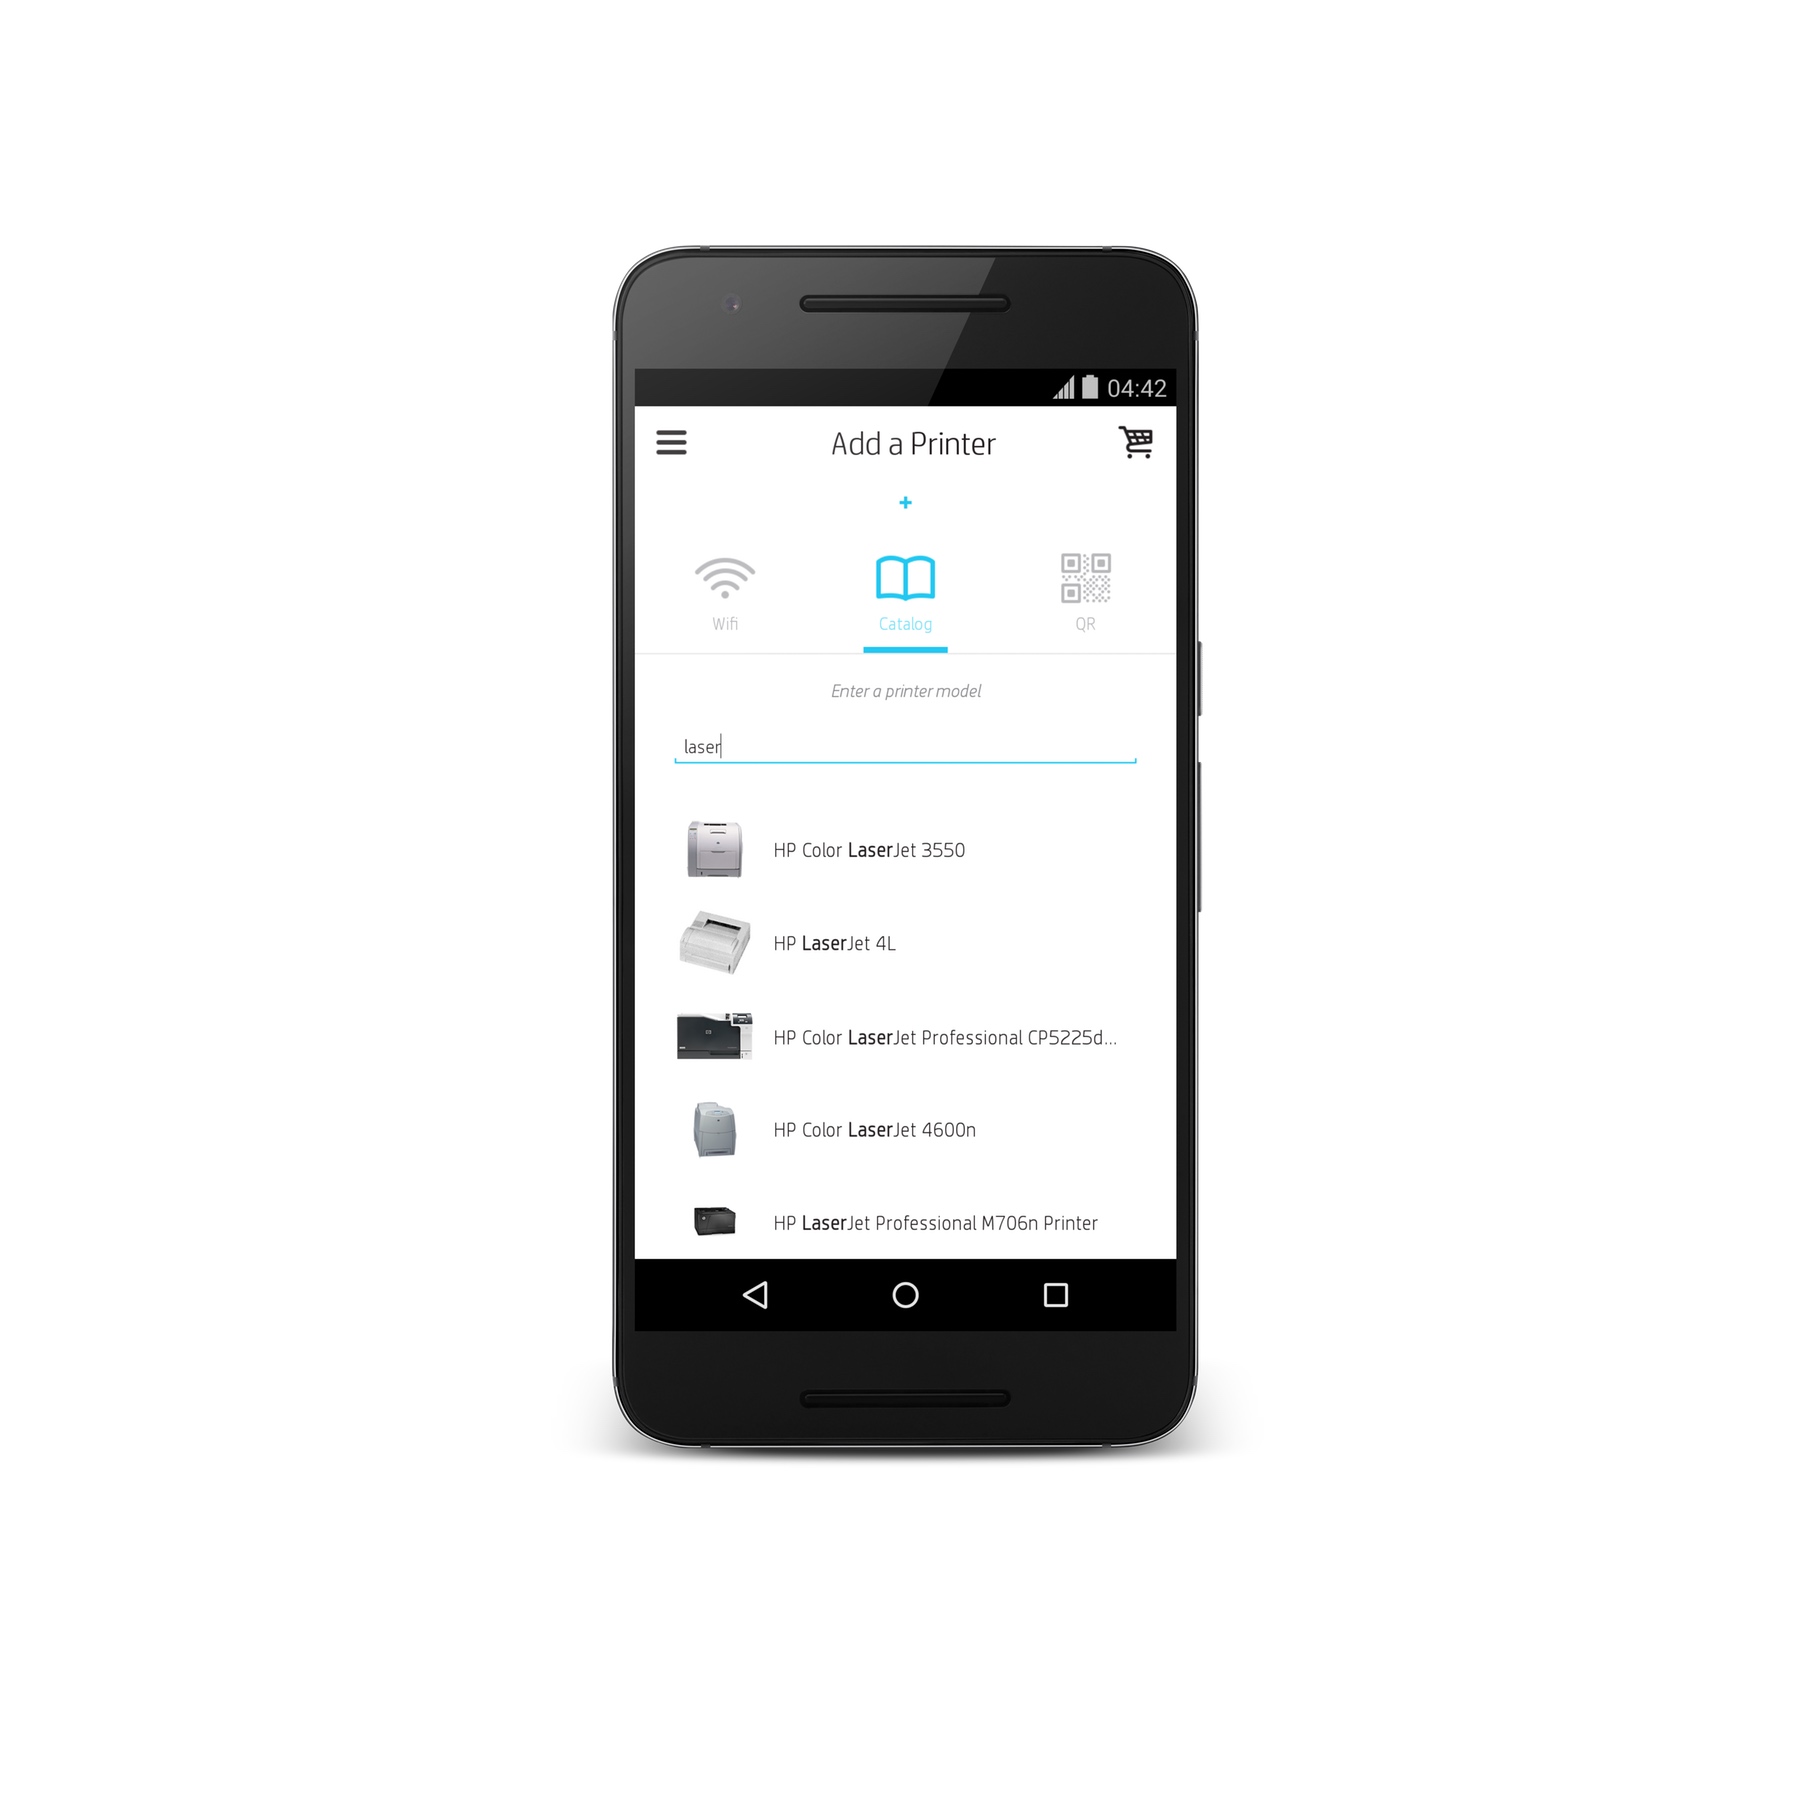 04:42
Add a Printer
+
Wifi
Catalog
QR
Enter a printer model
laser
HP Color LaserJet 3550
HP LaserJet 4L
HP Color LaserJet Professional CP5225d...
HP Color LaserJet 4600n
HP LaserJet Professional M706n Printer